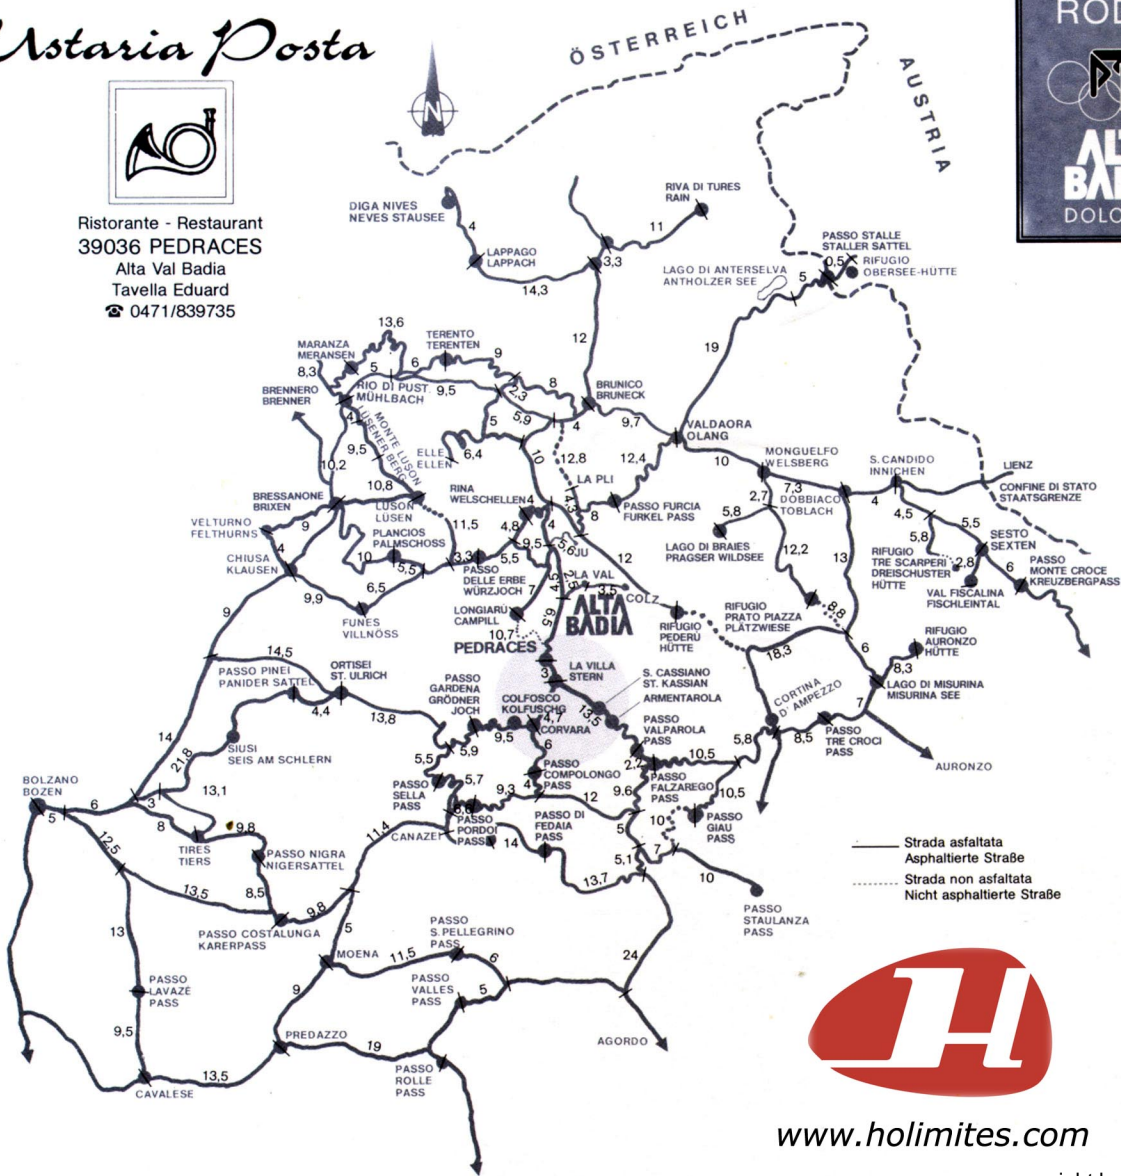 Ustaria Posta
Ristorante - Restaurant
39036 PEDRACES
Alta Val Badia
Tavella Eduard
☎ 0471/839735
N
ÖSTERREICH
AUSTRIA
DIGA NIVES
NEVES STAUSEE
4
LAPPAGO
LAPPACH
14,3
3,3
11
RIVA DI TURES
RAIN
12
LAGO DI ANTERSELVA
ANTHOLZER SEE
5
PASSO STALLE
STALLER SATTEL
0,5
RIFUGIO
OBERSEE-HÜTTE
19
MARANZA
MERANSEN
8,3
13,6
5
6
TERENTO
TERENTEN
9
8
2,3
BRENNERO
BRENNER
RIO DI PUST.
MÜHLBACH
9,5
5,9
4
BRUNICO
BRUNECK
9,7
VALDAORA
OLANG
4
MONTE LUSON
LÜSENER BERG
9,5
10,2
10,8
5
ELLE
ELLEN
6,4
10
12,8
12,4
LA PLI
4,3
8
PASSO FURCIA
FURKEL PASS
10
MONGUELFO
WELSBERG
7,3
DOBBIACO
TOBLACH
S.CANDIDO
INNICHEN
4
LIENZ
CONFINE DI STATO
STAATSGRENZE
2,7
5,8
LAGO DI BRAIES
PRAGSER WILDSEE
12,2
13
4,5
5,5
5,8
SESTO
SEXTEN
RIFUGIO
TRE SCARPERI
DREISCHUSTER
HÜTTE
2,8
VAL FISCALINA
FISCHLEINTAL
6
PASSO
MONTE CROCE
KREUZBERGPASS
BRESSANONE
BRIXEN
LUSON
LÜSEN
RINA
WELSCHELLEN
4
4,8
4
11,5
VELTURNO
FELTHURNS
9
4
PLANCIOS
PALMSCHOSS
10
5,5
3,3
5,5
9,5
5,6
JU
12
CHIUSA
KLAUSEN
6,5
PASSO
DELLE ERBE
WÜRZJOCH
9,9
FUNES
VILLNÖSS
7
LONGIARÚ
CAMPILL
10,7
4,5
2,5
LA VAL
3,5
COLZ
ALTA
BADIA
6,5
PEDRACES
RIFUGIO
PEDERÜ
HÜTTE
RIFUGIO
PRATO PIAZZA
PLÄTZWIESE
8,8
18,3
6
RIFUGIO
AURONZO
HÜTTE
8,3
LAGO DI MISURINA
MISURINA SEE
7
9
14,5
PASSO PINEI
PANIDER SATTEL
ORTISEI
ST. ULRICH
4,4
13,8
PASSO
GARDENA
GRÖDNER
JOCH
3
LA VILLA
STERN
S. CASSIANO
ST. KASSIAN
ARMENTAROLA
13,5
COLFOSCO
KOLFUSCHG
4,7
CORVARA
9,5
6
PASSO
VALPAROLA
PASS
CORTINA
D'AMPEZZO
8,5
PASSO
TRE CROCI
PASS
AURONZO
14
SIUSI
SEIS AM SCHLERN
21,8
13,1
5,5
5,9
PASSO
SELLA
PASS
5,7
6,6
9,3
4
PASSO
COMPOLONGO
PASS
12
2,2
9,6
PASSO
FALZAREGO
PASS
10,5
5,8
10,5
PASSO
GIAU
PASS
10
BOLZANO
BOZEN
5
6
3
8
TIRES
TIERS
9,8
PASSO NIGRA
NIGERSATTEL
8,5
11,4
CANAZEI
PASSO
PORDOI
PASS
14
PASSO DI
FEDAIA
PASS
13,7
5
5,1
7
10
PASSO
STAULANZA
PASS
12,5
13,5
9,8
PASSO COSTALUNGA
KARERPASS
5
MOENA
11,5
PASSO
S.PELLEGRINO
PASS
6
PASSO
VALLES
PASS
5
24
AGORDO
13
PASSO
LAVAZÉ
PASS
9,5
9
PREDAZZO
19
PASSO
ROLLE
PASS
13,5
CAVALESE
Strada asfaltata
Asphaltierte Straße
Strada non asfaltata
Nicht asphaltierte Straße
H
www.holimites.com